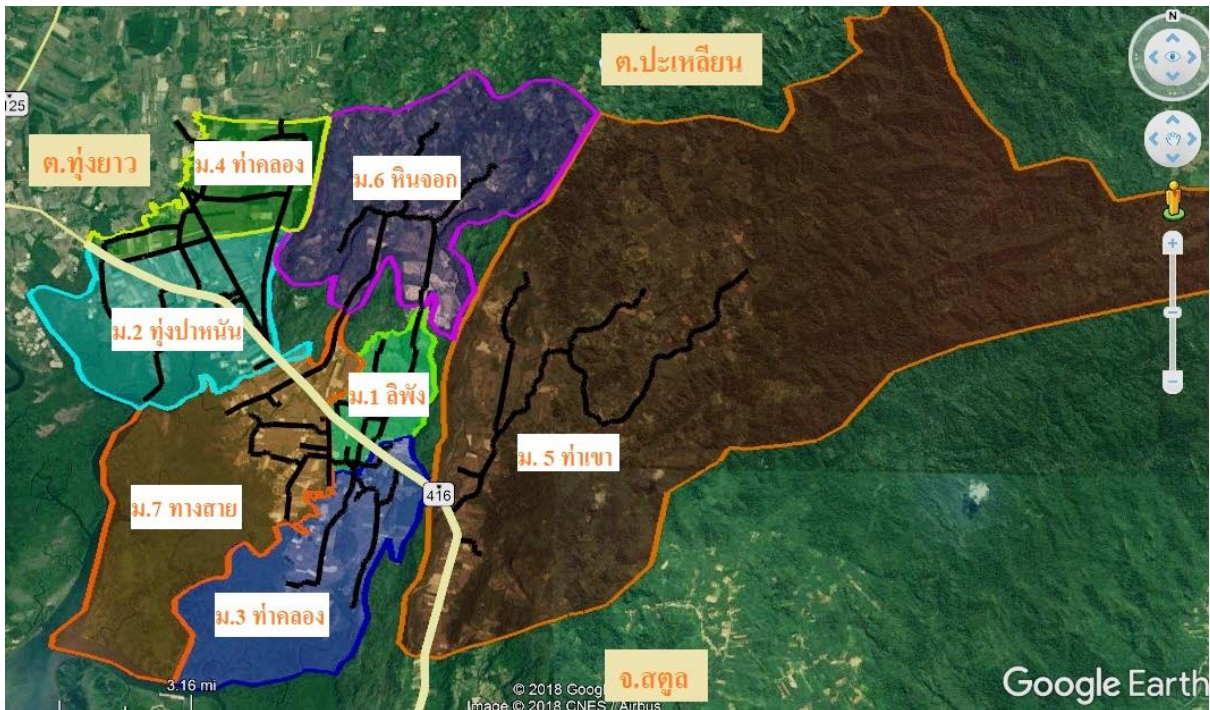 N
ต.ปะเหลียน
125
ต.ทุ่งยาว
ม.4 ท่าคลอง
ม.6 หินจอก
ม.2 ทุ่งปาหนัน
ม.1 ลิพัง
ม. 5 ท่าเขา
416
ม.7 ทางสาย
ม.3 ท่าคลอง
จ.สตูล
3.16 mi
© 2018 Google
Image © 2018 CNES / Airbus
Google Earth